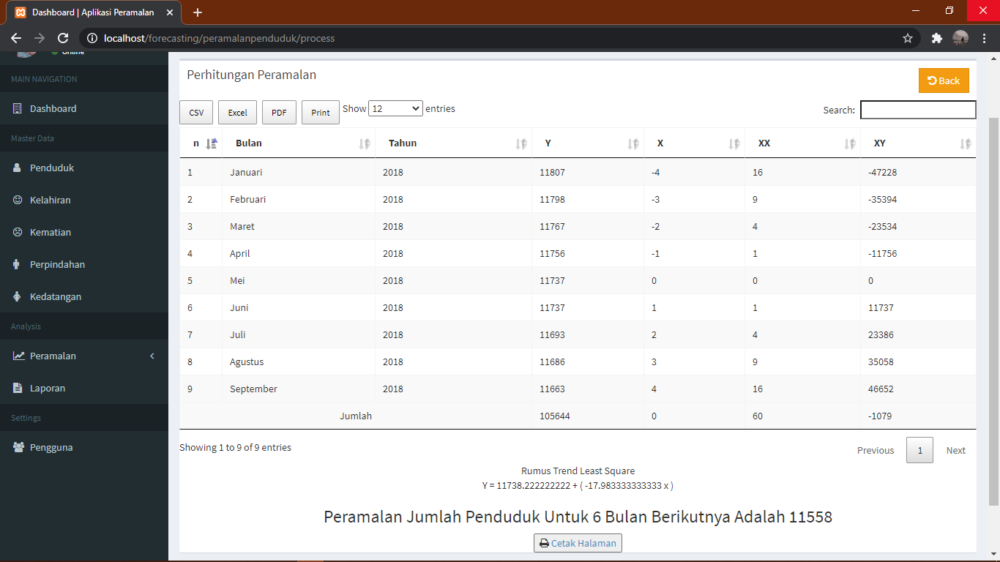 Dashboard | Aplikasi Peramalan
localhost/forecasting/peramalanpenduduk/process
Online
MAIN NAVIGATION
Dashboard
Master Data
Penduduk
Kelahiran
Kematian
Perpindahan
Kedatangan
Analysis
Peramalan
Laporan
Settings
Pengguna
Perhitungan Peramalan
Back
CSV Excel PDF Print Show 12 entries Search:
n Bulan Tahun Y X XX XY
1 Januari 2018 11807 -4 16 -47228
2 Februari 2018 11798 -3 9 -35394
3 Maret 2018 11767 -2 4 -23534
4 April 2018 11756 -1 1 -11756
5 Mei 2018 11737 0 0 0
6 Juni 2018 11737 1 1 11737
7 Juli 2018 11693 2 4 23386
8 Agustus 2018 11686 3 9 35058
9 September 2018 11663 4 16 46652
Jumlah 105644 0 60 -1079
Showing 1 to 9 of 9 entries Previous 1 Next
Rumus Trend Least Square
Y = 11738.222222222 + ( -17.983333333333 x )
Peramalan Jumlah Penduduk Untuk 6 Bulan Berikutnya Adalah 11558
Cetak Halaman